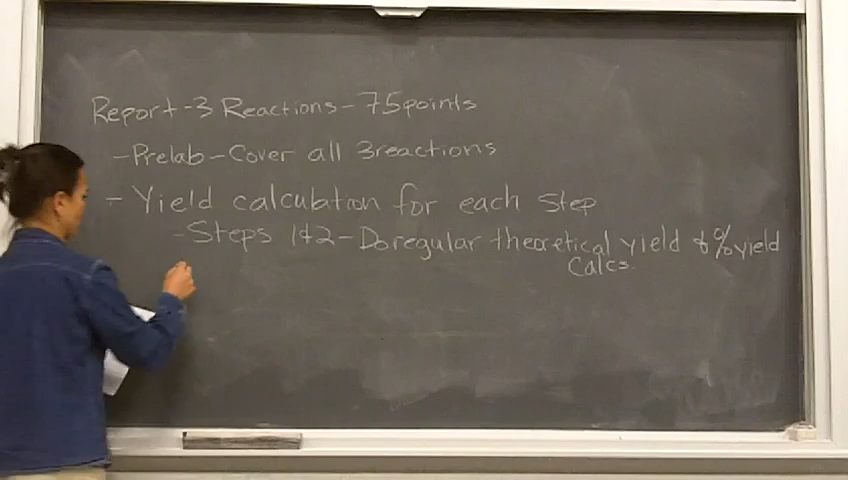 Report-3 Reactions-75points
-Prelab-Cover all 3reactions
- Yield calculation for each Step
-Steps 1&2-Do regular theoretical yield & %yield
Calcs.